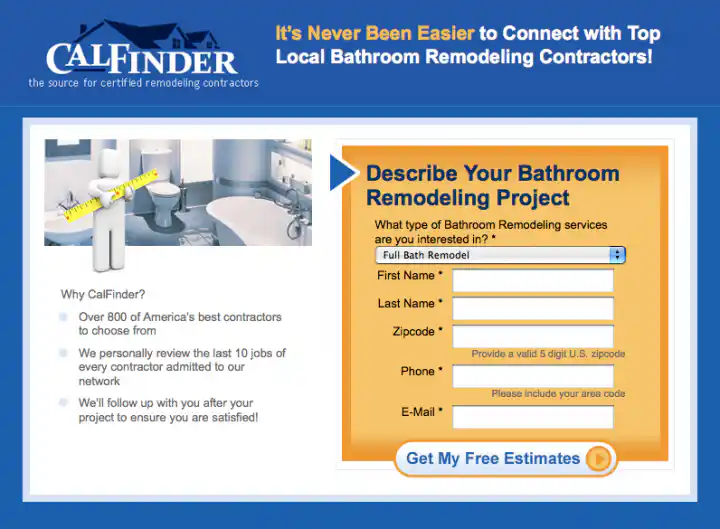 CALFINDER
the source for certified remodeling contractors
It's Never Been Easier to Connect with Top
Local Bathroom Remodeling Contractors!
Why CalFinder?
Over 800 of America's best contractors
to choose from
We personally review the last 10 jobs of
every contractor admitted to our
network
We'll follow up with you after your
project to ensure you are satisfied!
Describe Your Bathroom
Remodeling Project
What type of Bathroom Remodeling services
are you interested in? *
Full Bath Remodel
First Name *
Last Name *
Zipcode *
Provide a valid 5 digit U.S. zipcode
Phone *
Please include your area code
E-Mail *
Get My Free Estimates